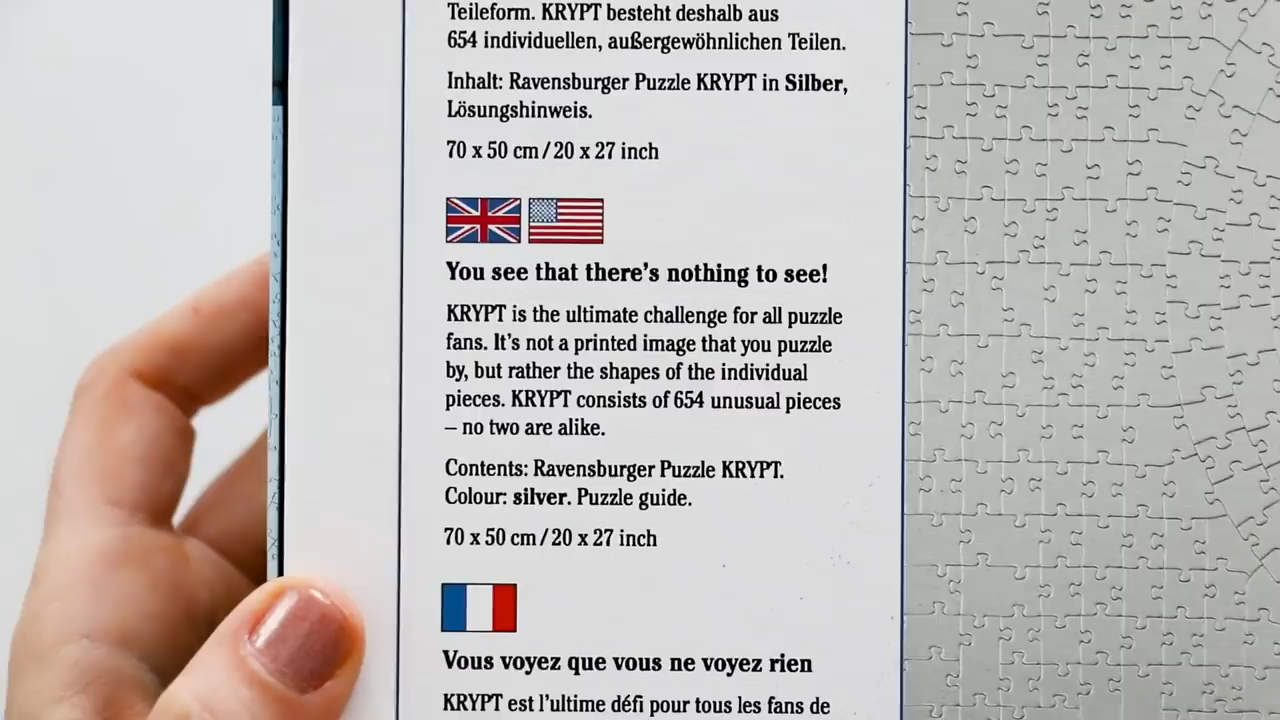 Teileform. KRYPT besteht deshalb aus
654 individuellen, außergewöhnlichen Teilen.
Inhalt: Ravensburger Puzzle KRYPT in Silber,
Lösungshinweis.
70 x 50 cm / 20 x 27 inch
You see that there's nothing to see!
KRYPT is the ultimate challenge for all puzzle
fans. It's not a printed image that you puzzle
by, but rather the shapes of the individual
pieces. KRYPT consists of 654 unusual pieces
– no two are alike.
Contents: Ravensburger Puzzle KRYPT.
Colour: silver. Puzzle guide.
70 x 50 cm / 20 x 27 inch
Vous voyez que vous ne voyez rien
KRYPT est l'ultime défi pour tous les fans de